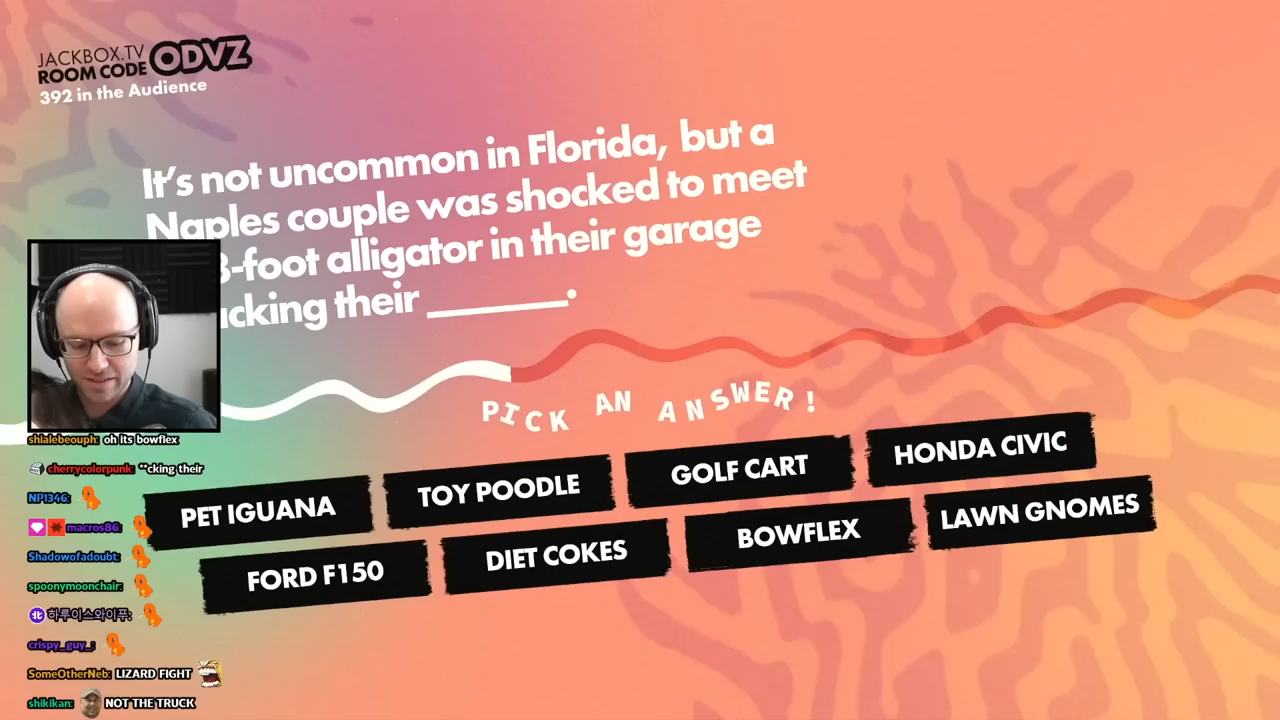 JACKBOX.TV
ROOM CODE ODVZ
392 in the Audience
It's not uncommon in Florida, but a
Naples couple was shocked to meet
-foot alligator in their garage
cking their ______.
PICK AN ANSWER!
PET IGUANA
TOY POODLE
GOLF CART
HONDA CIVIC
FORD F150
DIET COKES
BOWFLEX
LAWN GNOMES
shialebeouph: oh its bowflex
cherrycolorpunk: **cking their
NPI346:
macros86:
Shadowofadoubt:
spoonymoonchair:
하루이스와이푸:
crispy_guy_:
SomeOtherNeb: LIZARD FIGHT
shikikan: NOT THE TRUCK